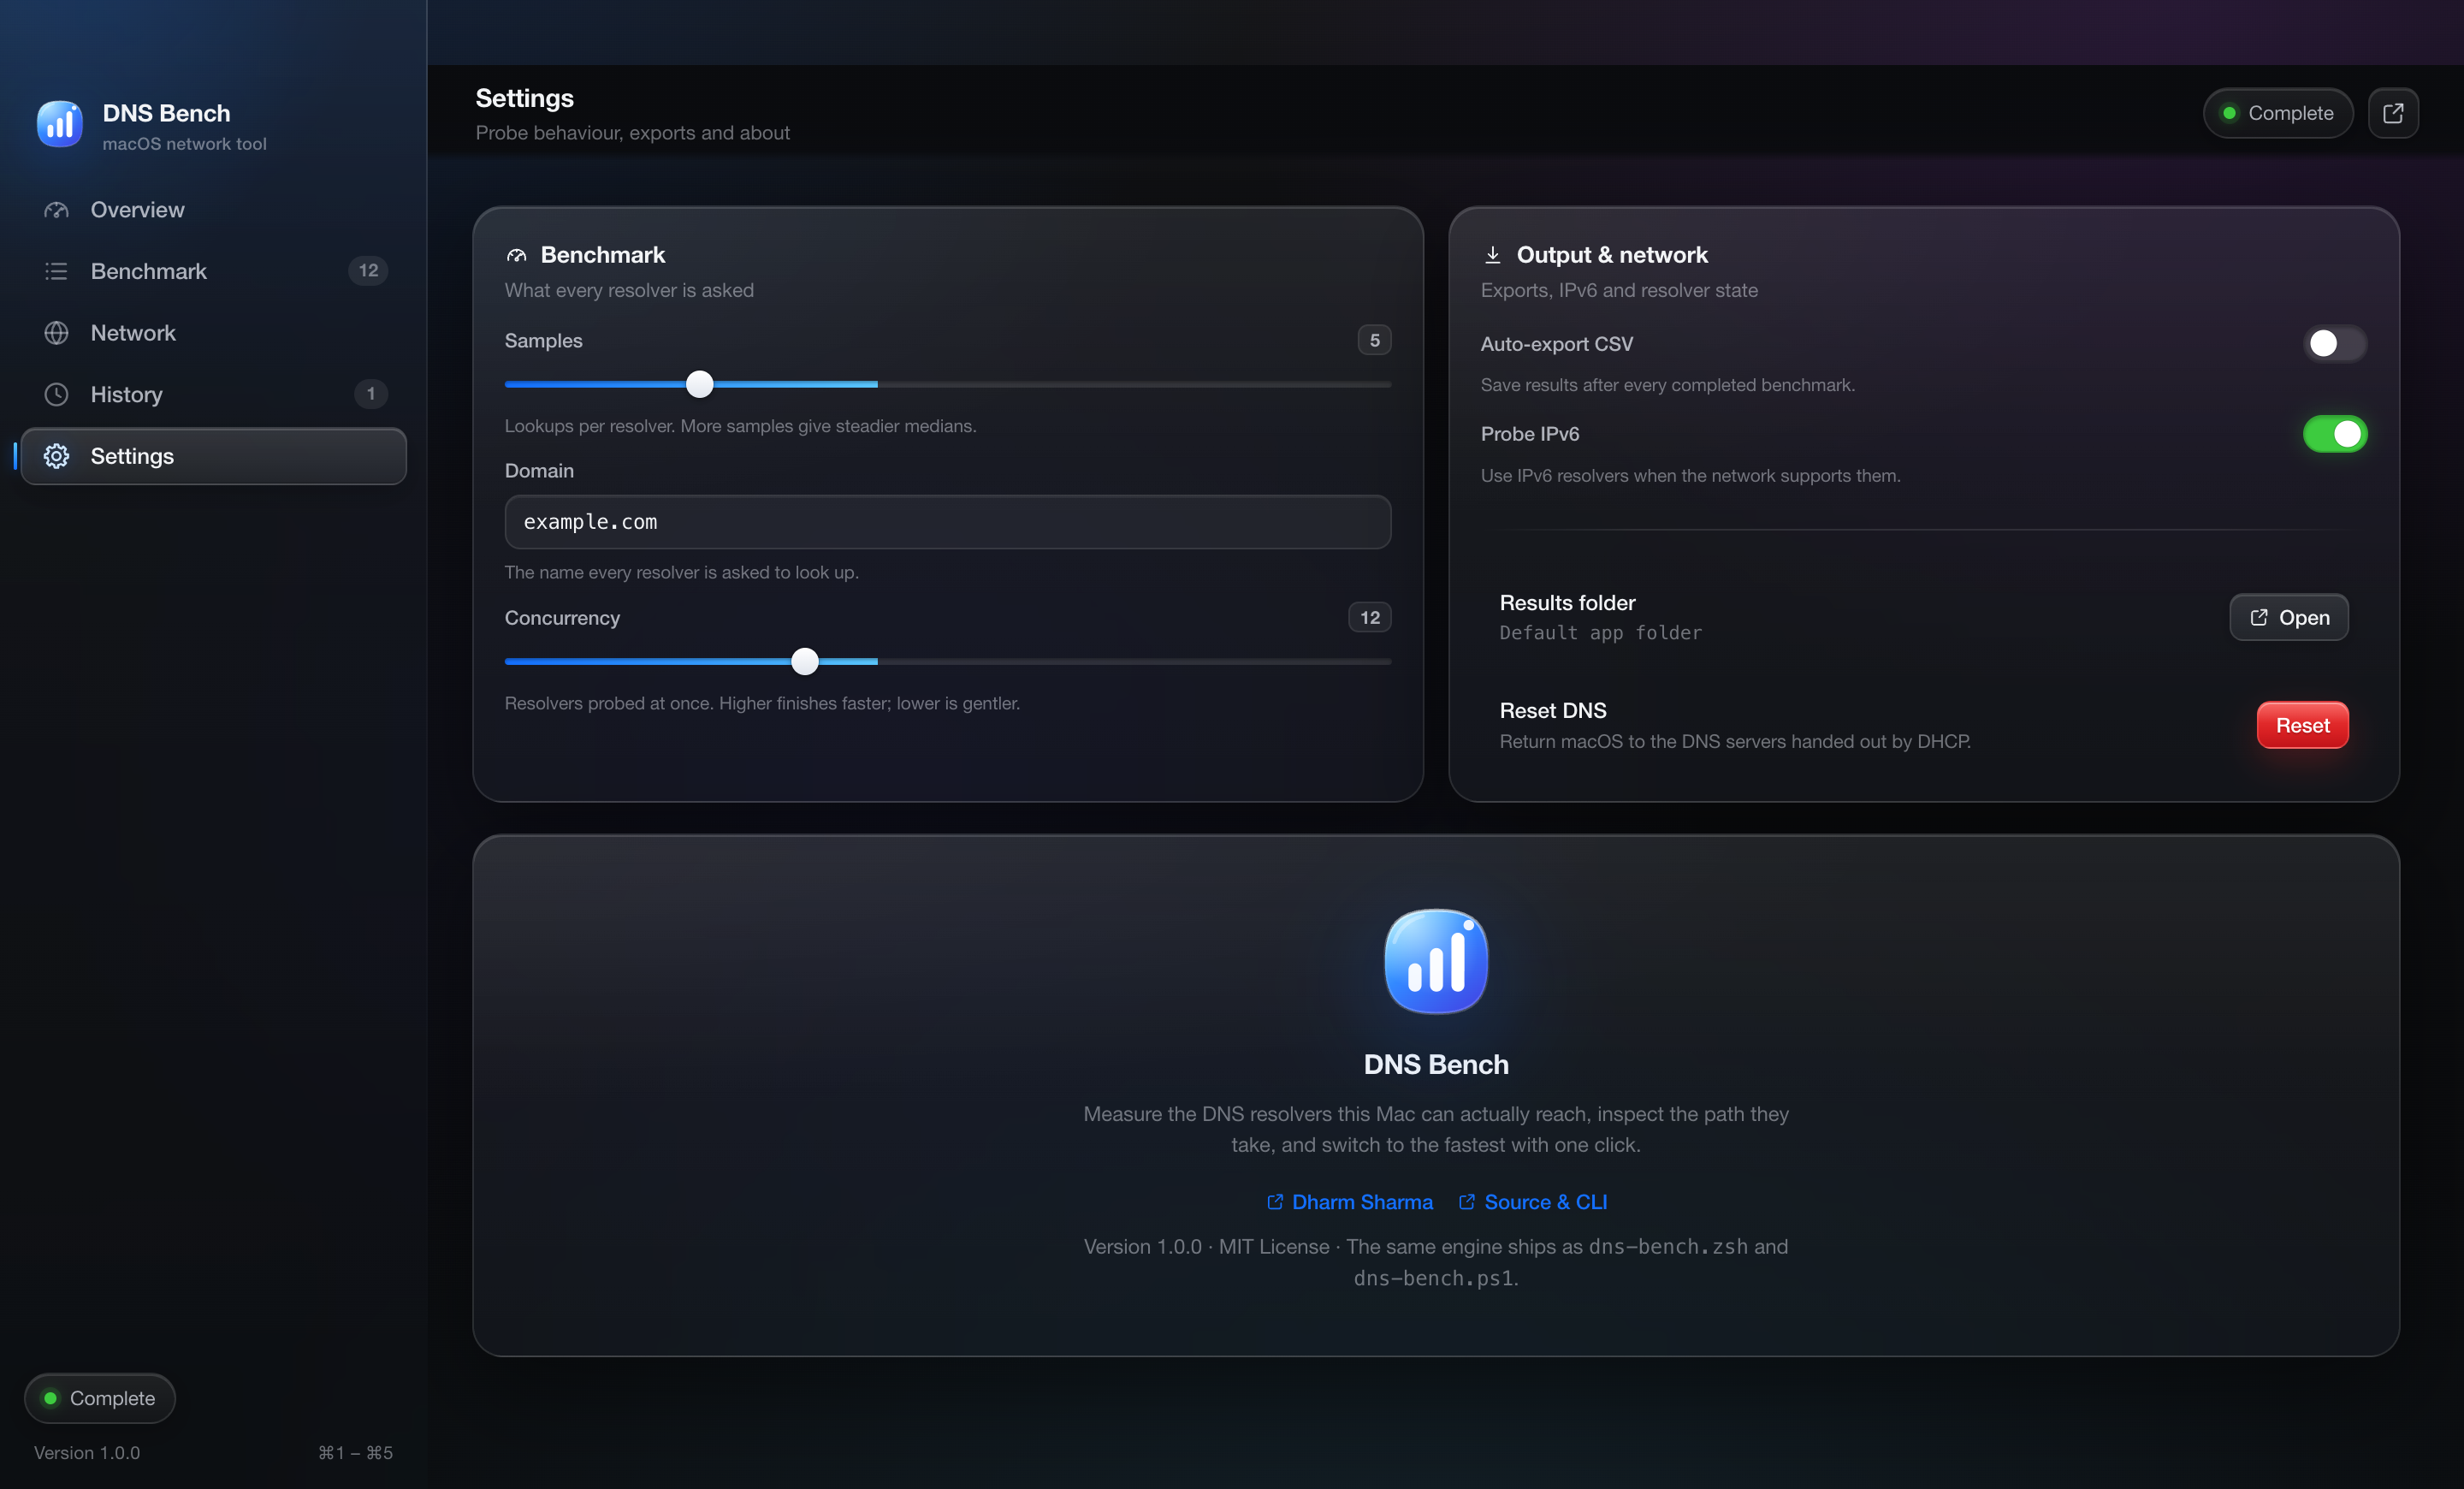 DNS Bench
macOS network tool
Overview
Benchmark 12
Network
History 1
Settings
Complete
Version 1.0.0 ⌘1 – ⌘5
Settings
Probe behaviour, exports and about
Complete
Benchmark
What every resolver is asked
Samples 5
Lookups per resolver. More samples give steadier medians.
Domain
example.com
The name every resolver is asked to look up.
Concurrency 12
Resolvers probed at once. Higher finishes faster; lower is gentler.
Output & network
Exports, IPv6 and resolver state
Auto-export CSV
Save results after every completed benchmark.
Probe IPv6
Use IPv6 resolvers when the network supports them.
Results folder
Default app folder
Open
Reset DNS
Return macOS to the DNS servers handed out by DHCP.
Reset
DNS Bench
Measure the DNS resolvers this Mac can actually reach, inspect the path they
take, and switch to the fastest with one click.
Dharm Sharma Source & CLI
Version 1.0.0 · MIT License · The same engine ships as dns-bench.zsh and
dns-bench.ps1.